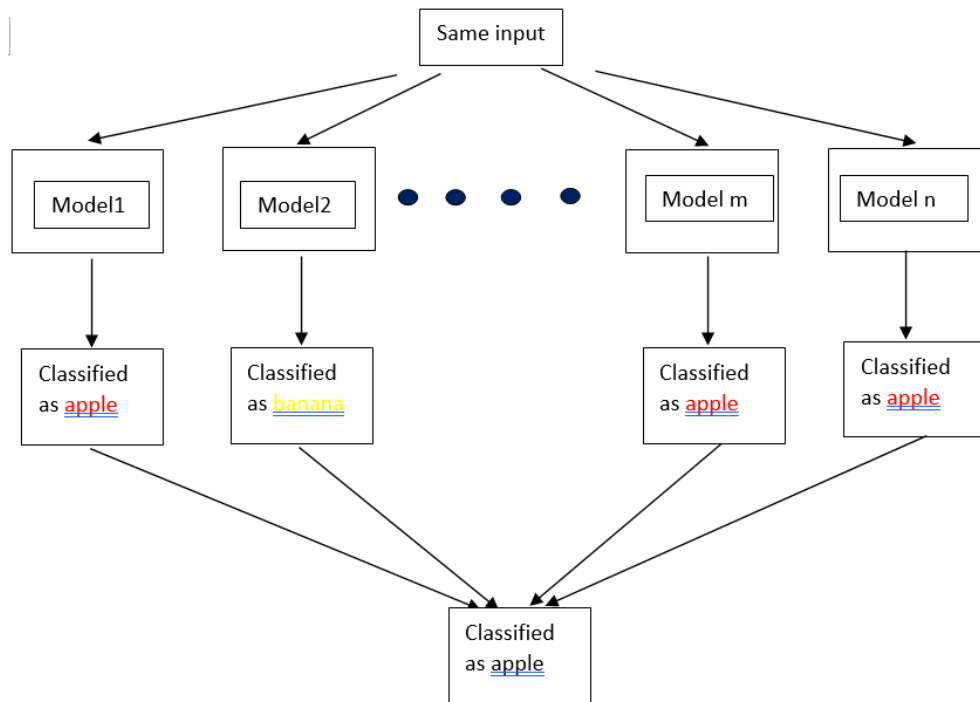 Same input
Model1
Model2
Model m
Model n
Classified
as apple
Classified
as banana
Classified
as apple
Classified
as apple
Classified
as apple